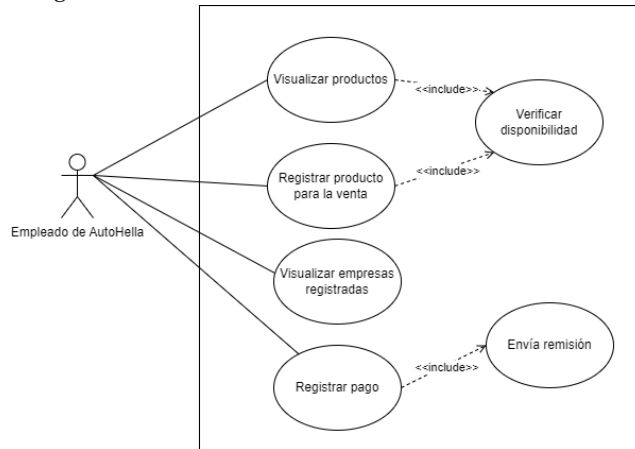 Visualizar productos
<<include>>
Verificar
disponibilidad
Registrar producto
para la venta
<<include>>
Empleado de AutoHella
Visualizar empresas
registradas
Envía remisión
<<include>>
Registrar pago